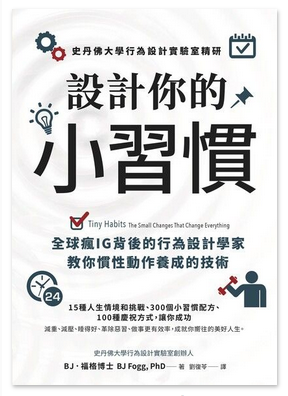 史丹佛大學行為設計實驗室精研
設計你的
小習慣
Tiny Habits The Small Changes That Change Everything
全球瘋IG背後的行為設計學家
教你慣性動作養成的技術
24
15種人生情境和挑戰、300個小習慣配方、
100種慶祝方式,讓你成功
減重、減壓、睡得好、革除惡習、做事更有效率,成就你嚮往的美好人生。
史丹佛大學行為設計實驗室創辦人
BJ・福格博士 BJ Fogg, PhD—著 劉復苓—譯